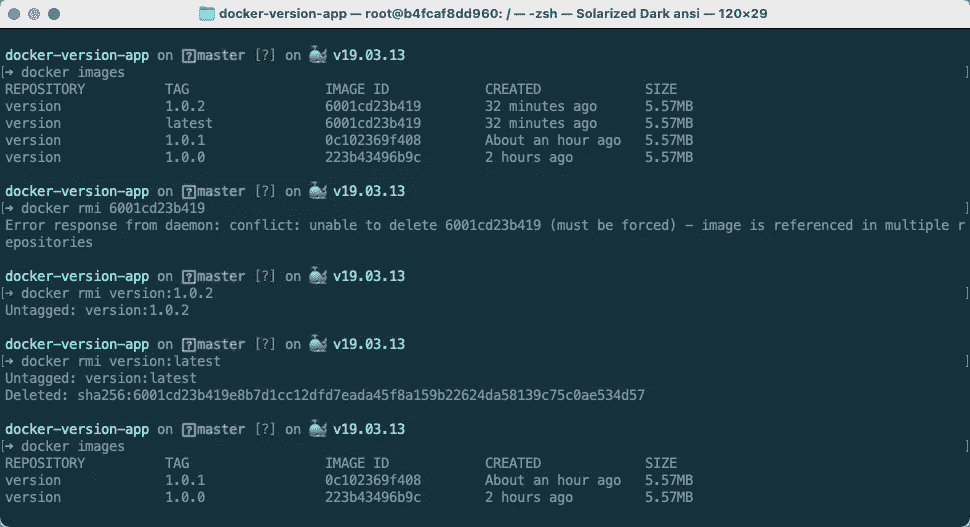 docker-version-app — root@b4fcaf8dd960: / — -zsh — Solarized Dark ansi — 120×29
docker-version-app on [?]master [?] on 🐳 v19.03.13
[→ docker images ]
REPOSITORY TAG IMAGE ID CREATED SIZE
version 1.0.2 6001cd23b419 32 minutes ago 5.57MB
version latest 6001cd23b419 32 minutes ago 5.57MB
version 1.0.1 0c102369f408 About an hour ago 5.57MB
version 1.0.0 223b43496b9c 2 hours ago 5.57MB
docker-version-app on [?]master [?] on 🐳 v19.03.13
[→ docker rmi 6001cd23b419 ]
Error response from daemon: conflict: unable to delete 6001cd23b419 (must be forced) – image is referenced in multiple r
epositories
docker-version-app on [?]master [?] on 🐳 v19.03.13
[→ docker rmi version:1.0.2 ]
Untagged: version:1.0.2
docker-version-app on [?]master [?] on 🐳 v19.03.13
[→ docker rmi version:latest ]
Untagged: version:latest
Deleted: sha256:6001cd23b419e8b7d1cc12dfd7eada45f8a159b22624da58139c75c0ae534d57
docker-version-app on [?]master [?] on 🐳 v19.03.13
[→ docker images ]
REPOSITORY TAG IMAGE ID CREATED SIZE
version 1.0.1 0c102369f408 About an hour ago 5.57MB
version 1.0.0 223b43496b9c 2 hours ago 5.57MB